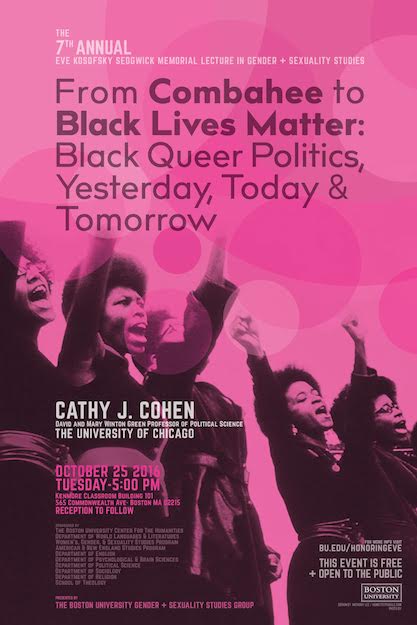 THE
7TH ANNUAL
EVE KOSOFSKY SEDGWICK MEMORIAL LECTURE IN GENDER + SEXUALITY STUDIES
From Combahee to
Black Lives Matter:
Black Queer Politics,
Yesterday, Today &
Tomorrow
CATHY J. COHEN
DAVID AND MARY WINTON GREEN PROFESSOR OF POLITICAL SCIENCE
THE UNIVERSITY OF CHICAGO
OCTOBER 25 2016
TUESDAY-5:00 PM
KENMORE CLASSROOM BUILDING 101
565 COMMONWEALTH AVE- BOSTON MA 02215
RECEPTION TO FOLLOW
SPONSORED BY
THE BOSTON UNIVERSITY CENTER FOR THE HUMANITIES
DEPARTMENT OF WORLD LANGUAGES & LITERATURES
WOMEN'S, GENDER, & SEXUALITY STUDIES PROGRAM
AMERICAN & NEW ENGLAND STUDIES PROGRAM
DEPARTMENT OF ENGLISH
DEPARTMENT OF PSYCHOLOGICAL & BRAIN SCIENCES
DEPARTMENT OF POLITICAL SCIENCE
DEPARTMENT OF SOCIOLOGY
DEPARTMENT OF RELIGION
SCHOOL OF THEOLOGY
PRESENTED BY
THE BOSTON UNIVERSITY GENDER + SEXUALITY STUDIES GROUP
FOR MORE INFO VISIT
BU.EDU/HONORINGEVE
THIS EVENT IS FREE
+ OPEN TO THE PUBLIC
BOSTON
UNIVERSITY